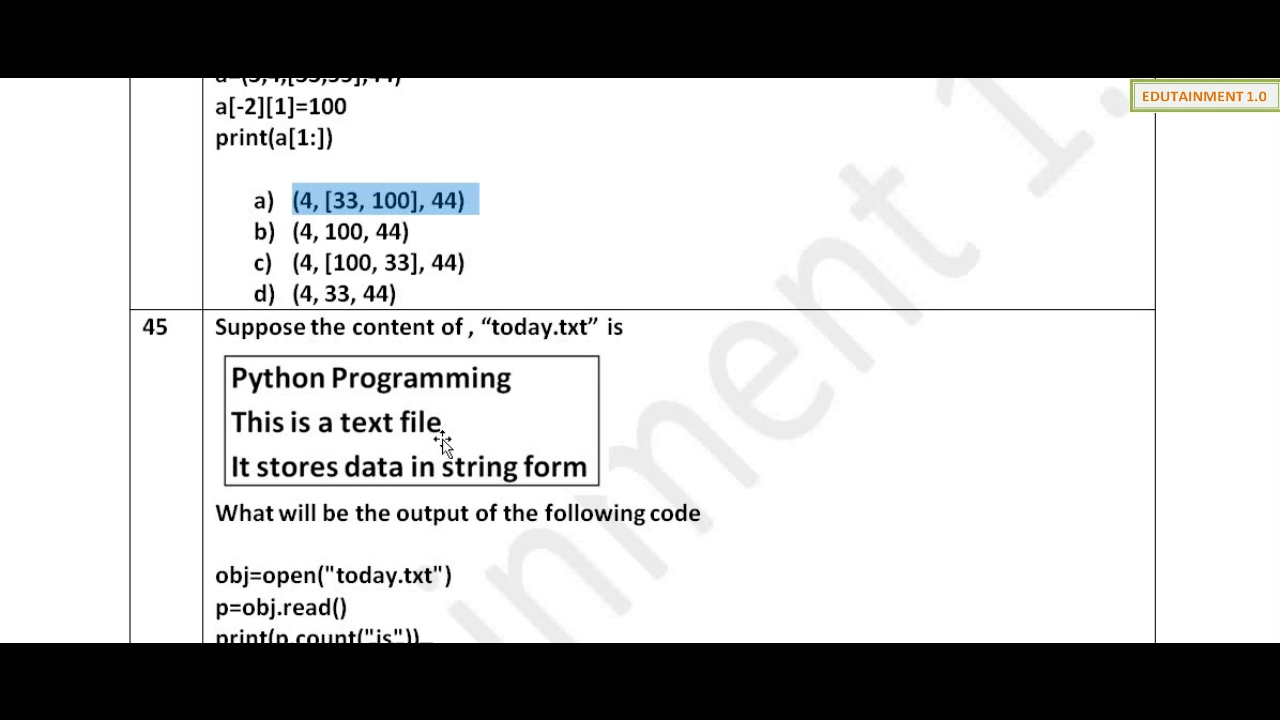 a[-2][1]=100
print(a[1:])
EDUTAINMENT 1.0
a) (4, [33, 100], 44)
b) (4, 100, 44)
c) (4, [100, 33], 44)
d) (4, 33, 44)
45 Suppose the content of , “today.txt” is
Python Programming
This is a text file
It stores data in string form
What will be the output of the following code
obj=open("today.txt")
p=obj.read()
print(p.count("is"))